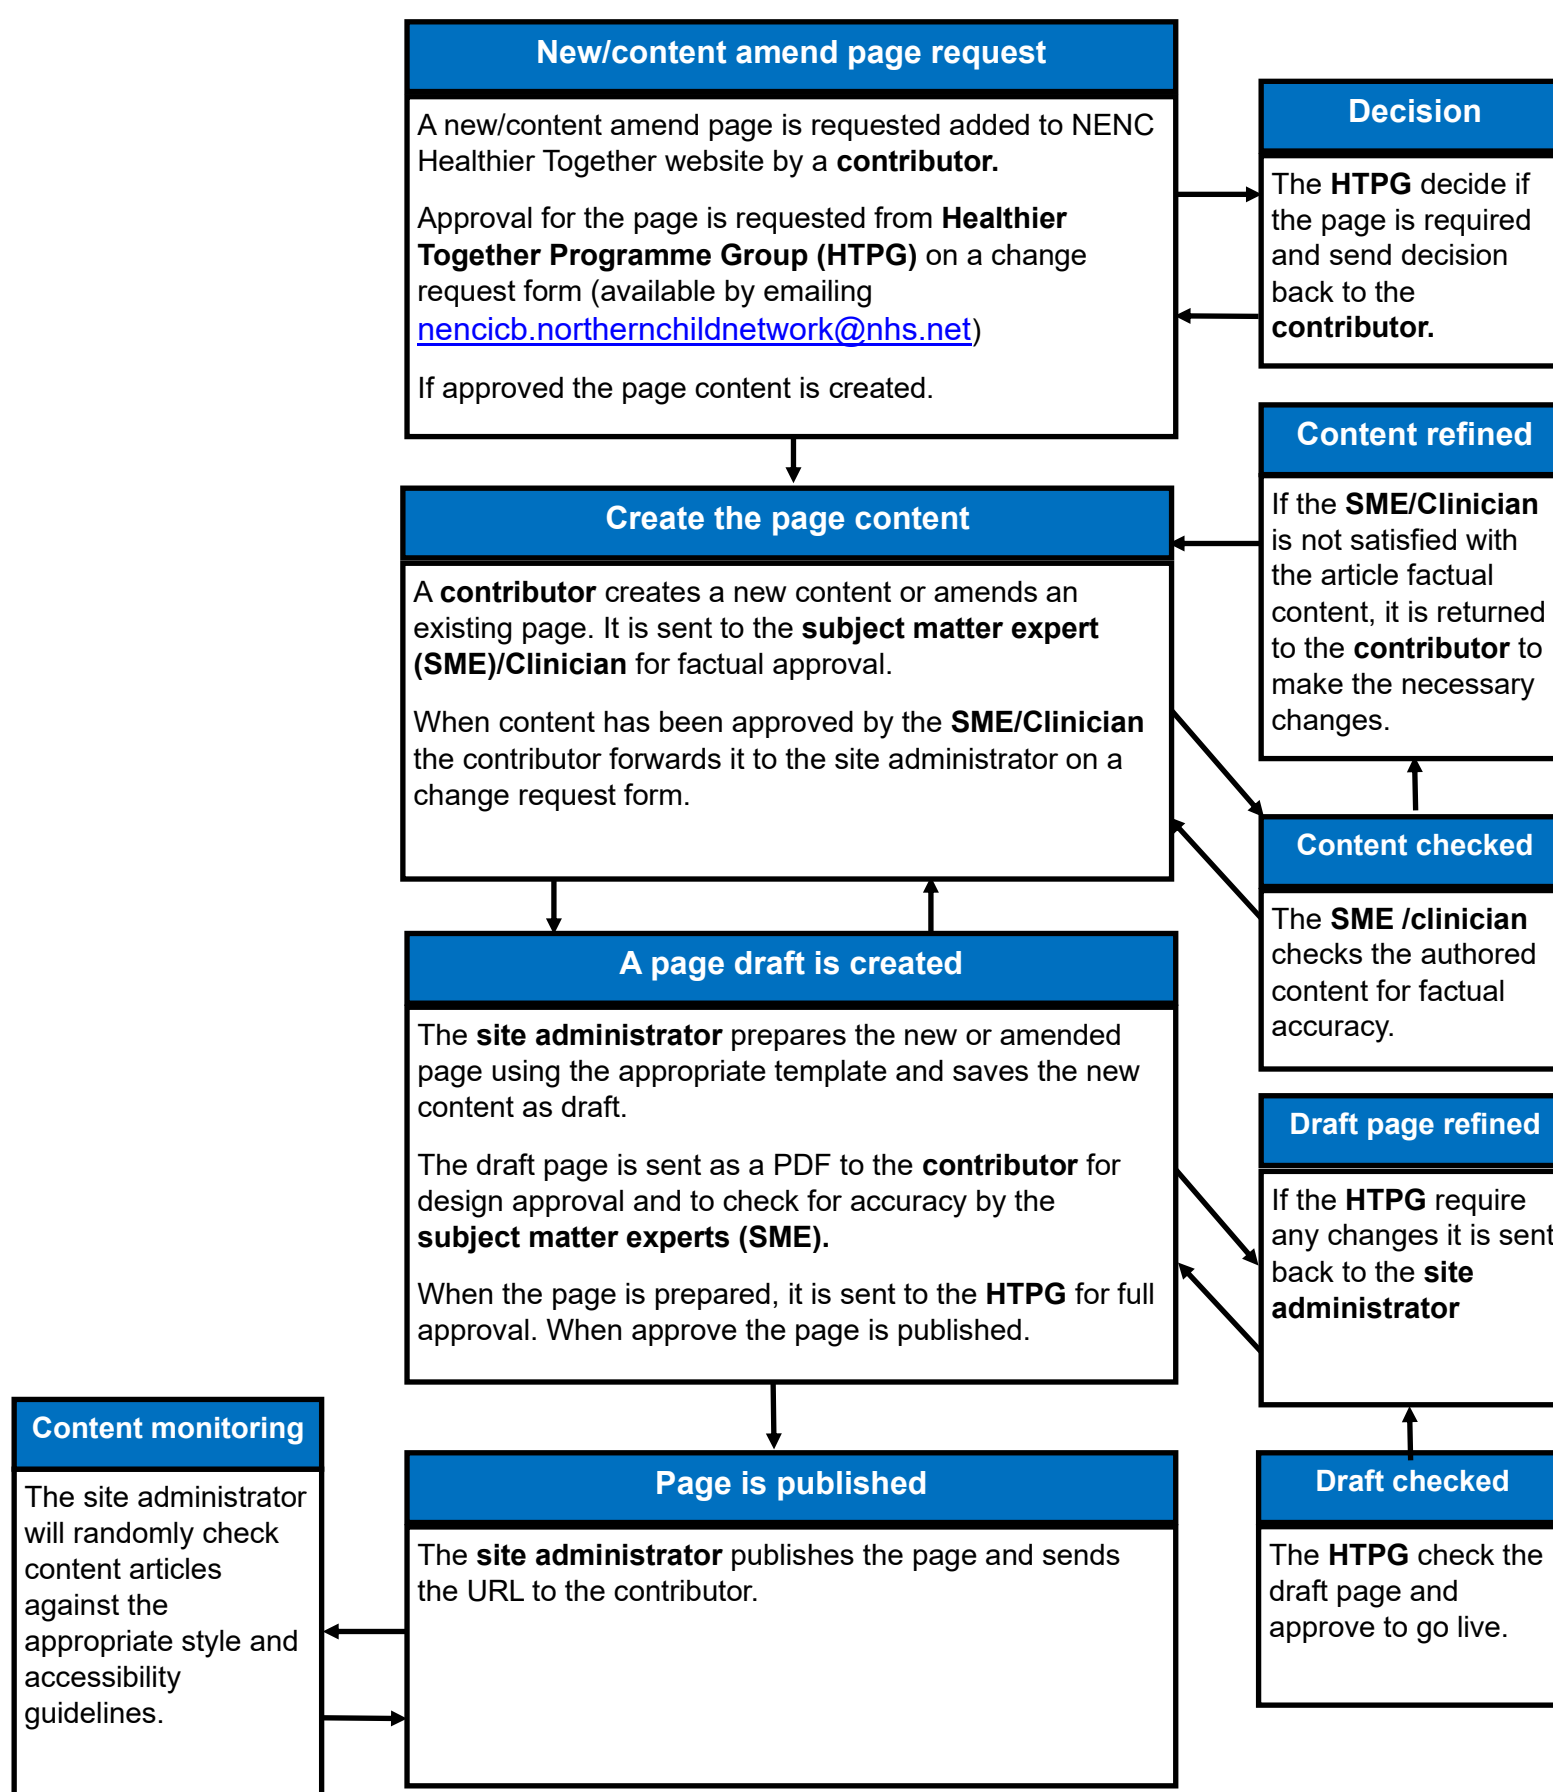 New/content amend page request
A new/content amend page is requested added to NENC
Healthier Together website by a contributor.
Approval for the page is requested from Healthier
Together Programme Group (HTPG) on a change
request form (available by emailing
nencicb.northernchildnetwork@nhs.net)
If approved the page content is created.
Decision
The HTPG decide if
the page is required
and send decision
back to the
contributor.
Create the page content
A contributor creates a new content or amends an
existing page. It is sent to the subject matter expert
(SME)/Clinician for factual approval.
When content has been approved by the SME/Clinician
the contributor forwards it to the site administrator on a
change request form.
Content refined
If the SME/Clinician
is not satisfied with
the article factual
content, it is returned
to the contributor to
make the necessary
changes.
Content checked
The SME /clinician
checks the authored
content for factual
accuracy.
A page draft is created
The site administrator prepares the new or amended
page using the appropriate template and saves the new
content as draft.
The draft page is sent as a PDF to the contributor for
design approval and to check for accuracy by the
subject matter experts (SME).
When the page is prepared, it is sent to the HTPG for full
approval. When approve the page is published.
Draft page refined
If the HTPG require
any changes it is sent
back to the site
administrator
Draft checked
The HTPG check the
draft page and
approve to go live.
Page is published
The site administrator publishes the page and sends
the URL to the contributor.
Content monitoring
The site administrator
will randomly check
content articles
against the
appropriate style and
accessibility
guidelines.